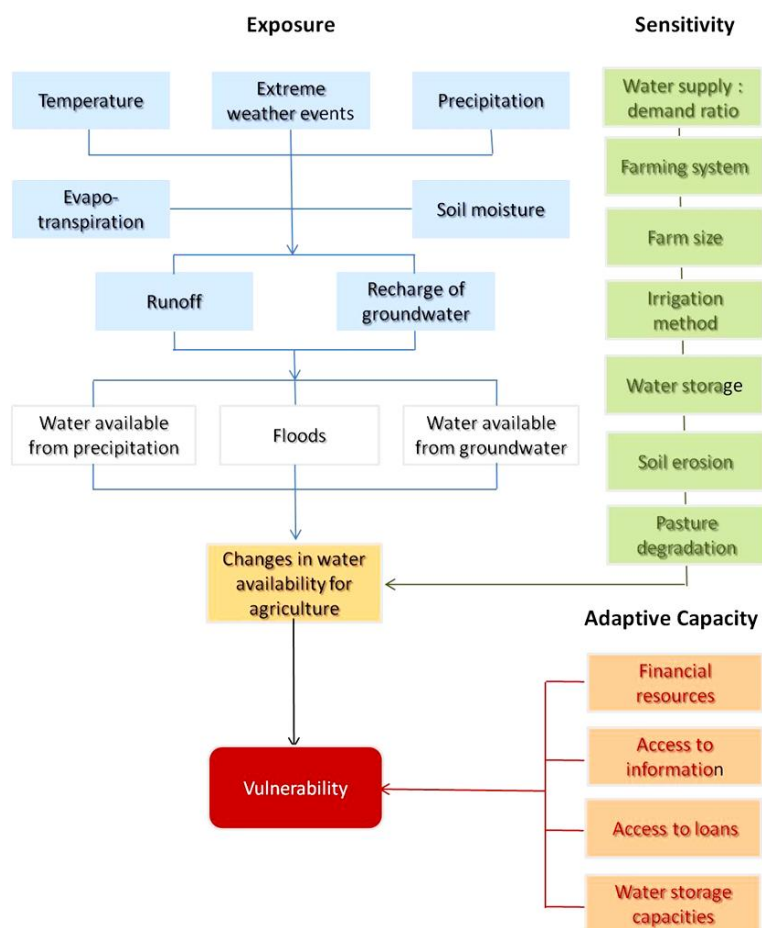 Exposure
Sensitivity
Temperature
Extreme
weather events
Precipitation
Water supply :
demand ratio
Farming system
Evapo-
transpiration
Soil moisture
Farm size
Runoff
Recharge of
groundwater
Irrigation
method
Water storage
Water available
from precipitation
Floods
Water available
from groundwater
Soil erosion
Pasture
degradation
Changes in water
availability for
agriculture
Adaptive Capacity
Financial
resources
Access to
information
Vulnerability
Access to loans
Water storage
capacities